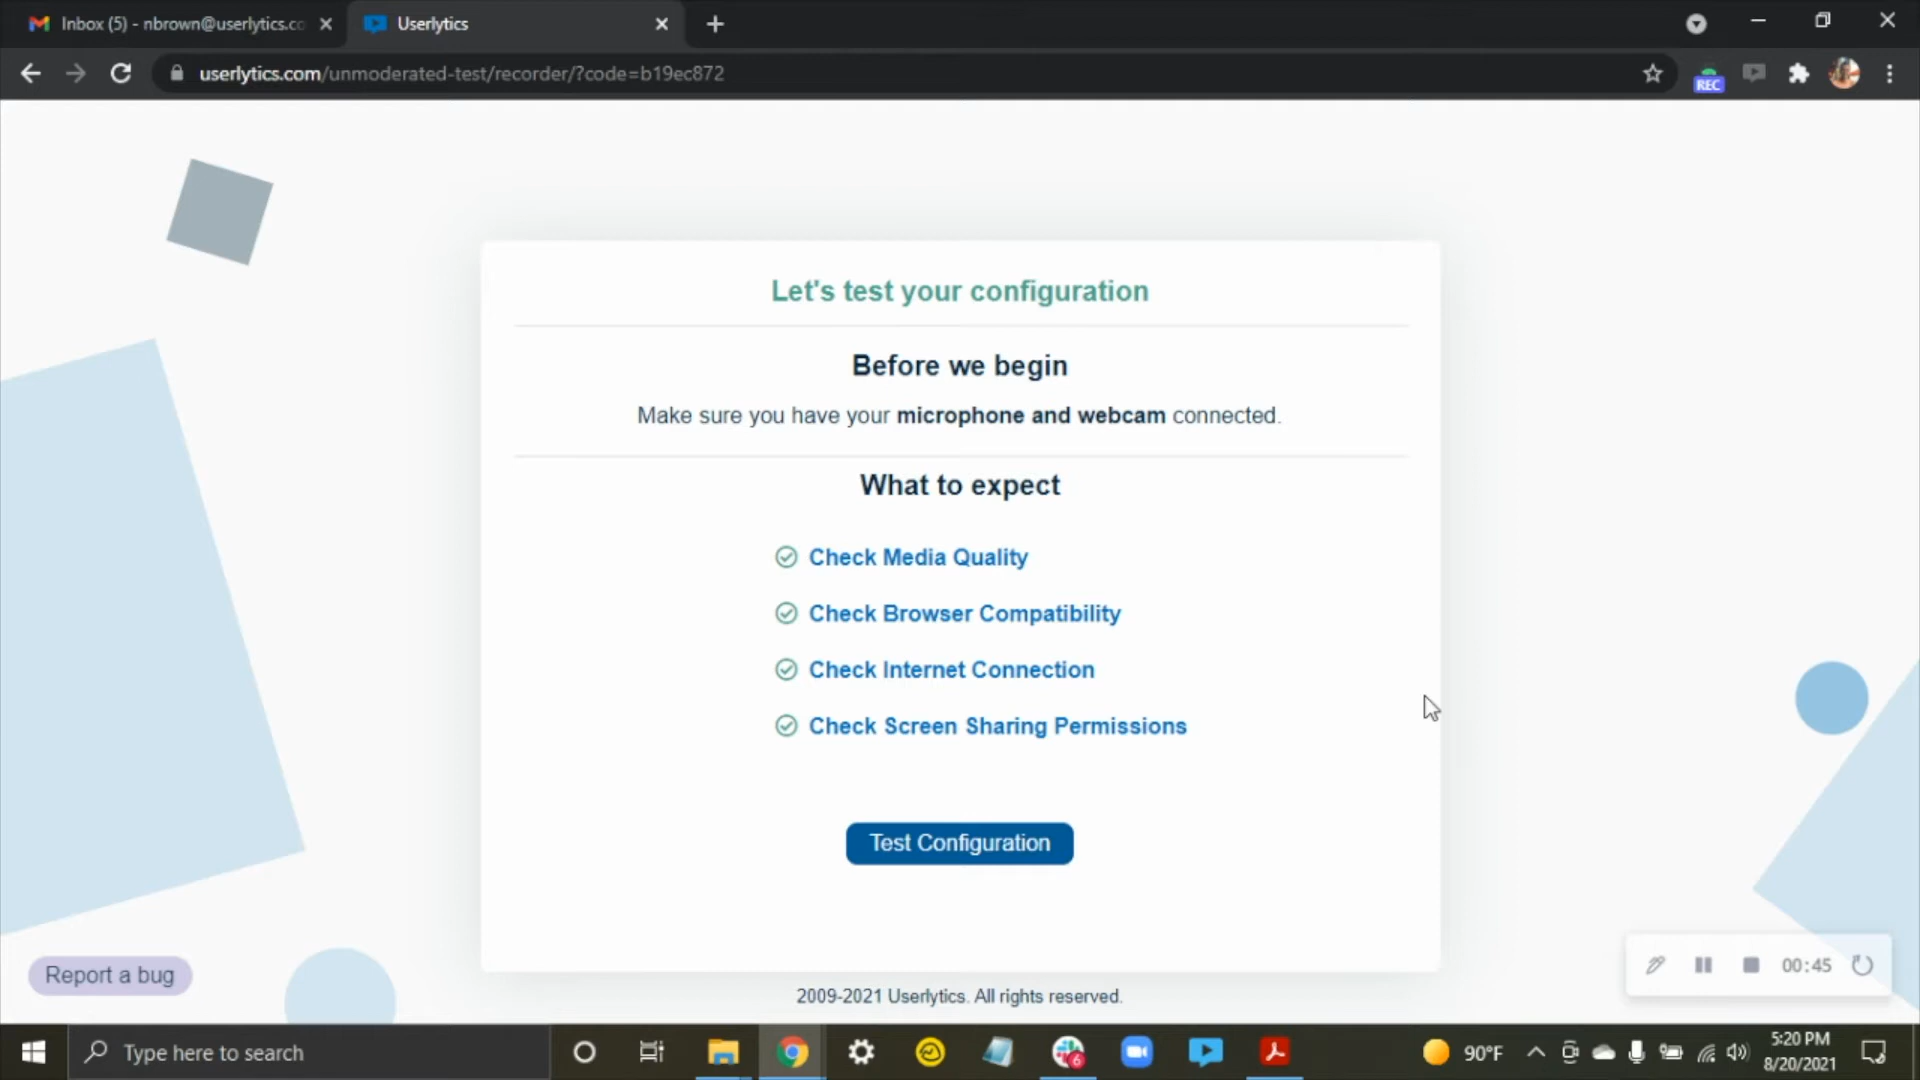 Inbox (5) - nbrown@userlytics.co
Userlytics
userlytics.com/unmoderated-test/recorder/?code=b19ec872
REC
Let's test your configuration
Before we begin
Make sure you have your microphone and webcam connected.
What to expect
Check Media Quality
Check Browser Compatibility
Check Internet Connection
Check Screen Sharing Permissions
Test Configuration
Report a bug
00:45
2009-2021 Userlytics. All rights reserved.
Type here to search
6
90°F
5:20 PM
8/20/2021